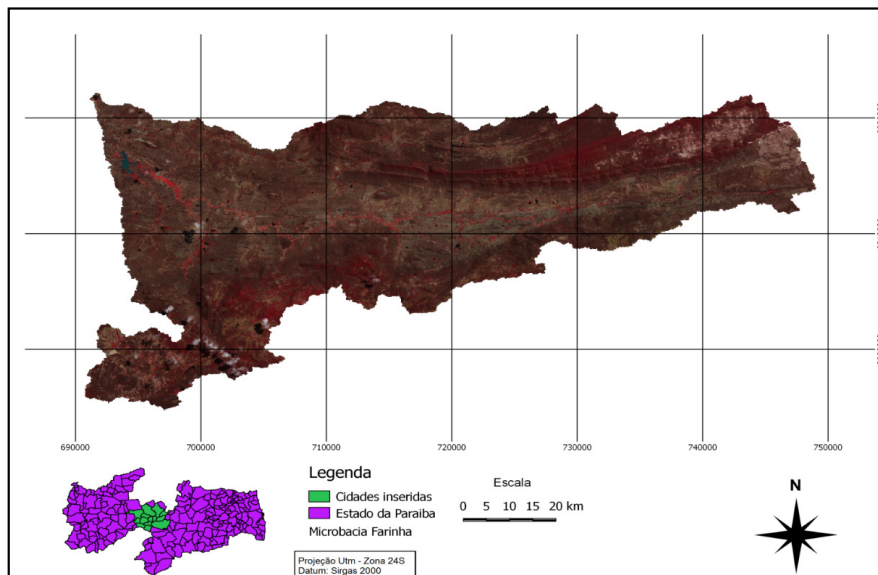 690000 700000 710000 720000 730000 740000 750000
Legenda
Cidades inseridas
Estado da Paraiba
Microbacia Farinha
Escala
0 5 10 15 20 km
N
Projeção Utm - Zona 24S
Datum: Sirgas 2000